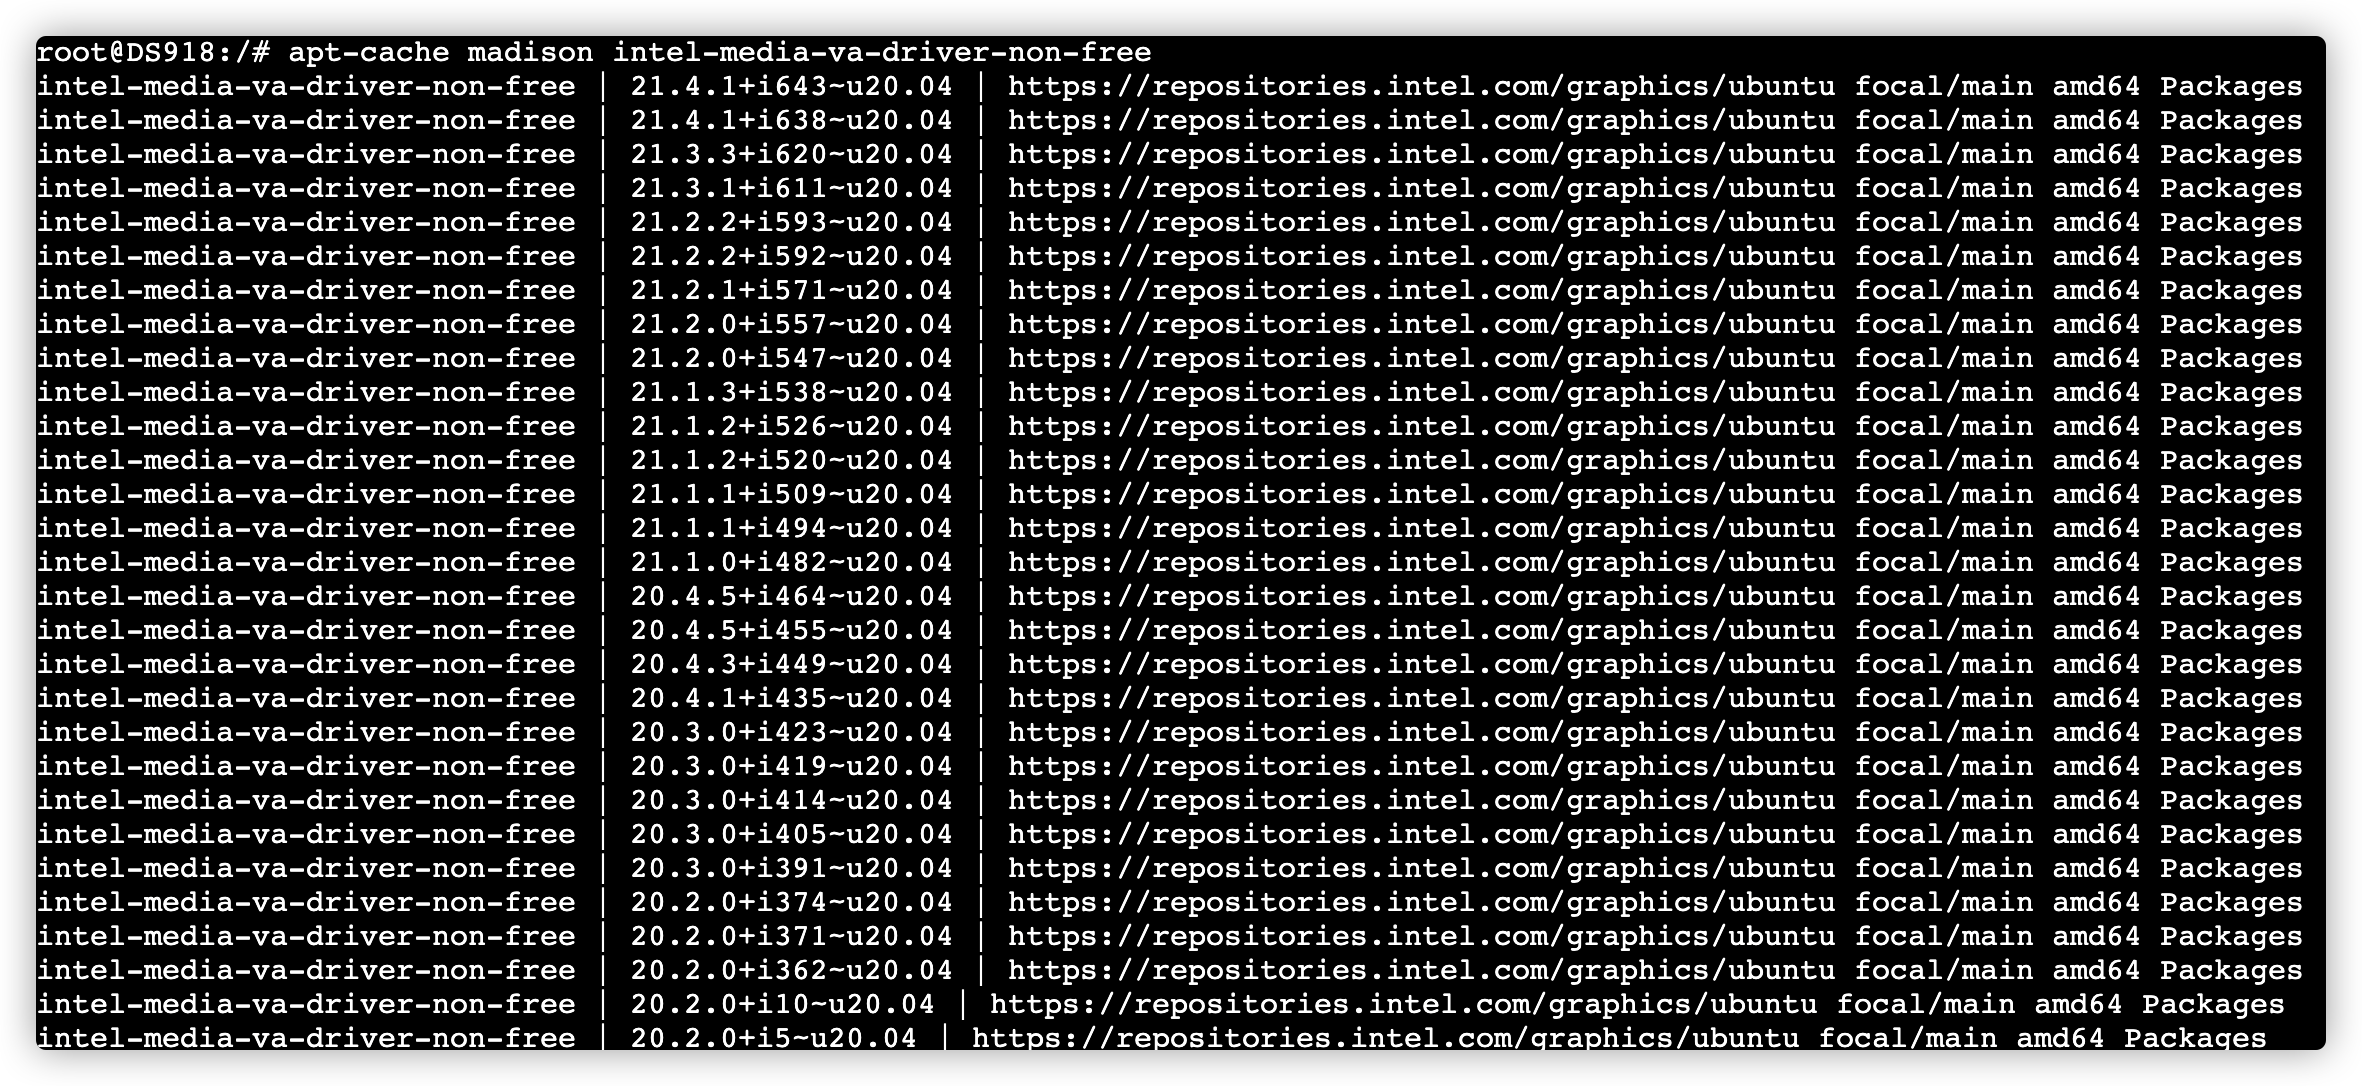 root@DS918:/# apt-cache madison intel-media-va-driver-non-free
intel-media-va-driver-non-free | 21.4.1+i643~u20.04 | https://repositories.intel.com/graphics/ubuntu focal/main amd64 Packages
intel-media-va-driver-non-free | 21.4.1+i638~u20.04 | https://repositories.intel.com/graphics/ubuntu focal/main amd64 Packages
intel-media-va-driver-non-free | 21.3.3+i620~u20.04 | https://repositories.intel.com/graphics/ubuntu focal/main amd64 Packages
intel-media-va-driver-non-free | 21.3.1+i611~u20.04 | https://repositories.intel.com/graphics/ubuntu focal/main amd64 Packages
intel-media-va-driver-non-free | 21.2.2+i593~u20.04 | https://repositories.intel.com/graphics/ubuntu focal/main amd64 Packages
intel-media-va-driver-non-free | 21.2.2+i592~u20.04 | https://repositories.intel.com/graphics/ubuntu focal/main amd64 Packages
intel-media-va-driver-non-free | 21.2.1+i571~u20.04 | https://repositories.intel.com/graphics/ubuntu focal/main amd64 Packages
intel-media-va-driver-non-free | 21.2.0+i557~u20.04 | https://repositories.intel.com/graphics/ubuntu focal/main amd64 Packages
intel-media-va-driver-non-free | 21.2.0+i547~u20.04 | https://repositories.intel.com/graphics/ubuntu focal/main amd64 Packages
intel-media-va-driver-non-free | 21.1.3+i538~u20.04 | https://repositories.intel.com/graphics/ubuntu focal/main amd64 Packages
intel-media-va-driver-non-free | 21.1.2+i526~u20.04 | https://repositories.intel.com/graphics/ubuntu focal/main amd64 Packages
intel-media-va-driver-non-free | 21.1.2+i520~u20.04 | https://repositories.intel.com/graphics/ubuntu focal/main amd64 Packages
intel-media-va-driver-non-free | 21.1.1+i509~u20.04 | https://repositories.intel.com/graphics/ubuntu focal/main amd64 Packages
intel-media-va-driver-non-free | 21.1.1+i494~u20.04 | https://repositories.intel.com/graphics/ubuntu focal/main amd64 Packages
intel-media-va-driver-non-free | 21.1.0+i482~u20.04 | https://repositories.intel.com/graphics/ubuntu focal/main amd64 Packages
intel-media-va-driver-non-free | 20.4.5+i464~u20.04 | https://repositories.intel.com/graphics/ubuntu focal/main amd64 Packages
intel-media-va-driver-non-free | 20.4.5+i455~u20.04 | https://repositories.intel.com/graphics/ubuntu focal/main amd64 Packages
intel-media-va-driver-non-free | 20.4.3+i449~u20.04 | https://repositories.intel.com/graphics/ubuntu focal/main amd64 Packages
intel-media-va-driver-non-free | 20.4.1+i435~u20.04 | https://repositories.intel.com/graphics/ubuntu focal/main amd64 Packages
intel-media-va-driver-non-free | 20.3.0+i423~u20.04 | https://repositories.intel.com/graphics/ubuntu focal/main amd64 Packages
intel-media-va-driver-non-free | 20.3.0+i419~u20.04 | https://repositories.intel.com/graphics/ubuntu focal/main amd64 Packages
intel-media-va-driver-non-free | 20.3.0+i414~u20.04 | https://repositories.intel.com/graphics/ubuntu focal/main amd64 Packages
intel-media-va-driver-non-free | 20.3.0+i405~u20.04 | https://repositories.intel.com/graphics/ubuntu focal/main amd64 Packages
intel-media-va-driver-non-free | 20.3.0+i391~u20.04 | https://repositories.intel.com/graphics/ubuntu focal/main amd64 Packages
intel-media-va-driver-non-free | 20.2.0+i374~u20.04 | https://repositories.intel.com/graphics/ubuntu focal/main amd64 Packages
intel-media-va-driver-non-free | 20.2.0+i371~u20.04 | https://repositories.intel.com/graphics/ubuntu focal/main amd64 Packages
intel-media-va-driver-non-free | 20.2.0+i362~u20.04 | https://repositories.intel.com/graphics/ubuntu focal/main amd64 Packages
intel-media-va-driver-non-free | 20.2.0+i10~u20.04 | https://repositories.intel.com/graphics/ubuntu focal/main amd64 Packages
intel-media-va-driver-non-free | 20.2.0+i5~u20.04 | https://repositories.intel.com/graphics/ubuntu focal/main amd64 Packages